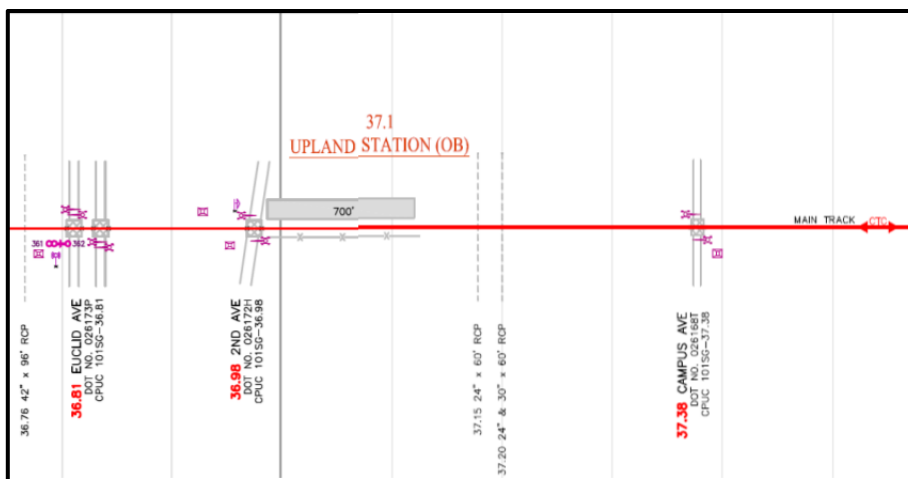 37.1
UPLAND STATION (OB)
700'
361
362
MAIN TRACK
CTC
36.76 42" x 96' RCP
36.81 EUCLID AVE
DOT NO. 026173P
CPUC 101SG-36.81
36.98 2ND AVE
DOT NO. 026172H
CPUC 101SG-36.98
37.15 24" x 60' RCP
37.20 24" & 30" x 60' RCP
37.38 CAMPUS AVE
DOT NO. 026168T
CPUC 101SG-37.38